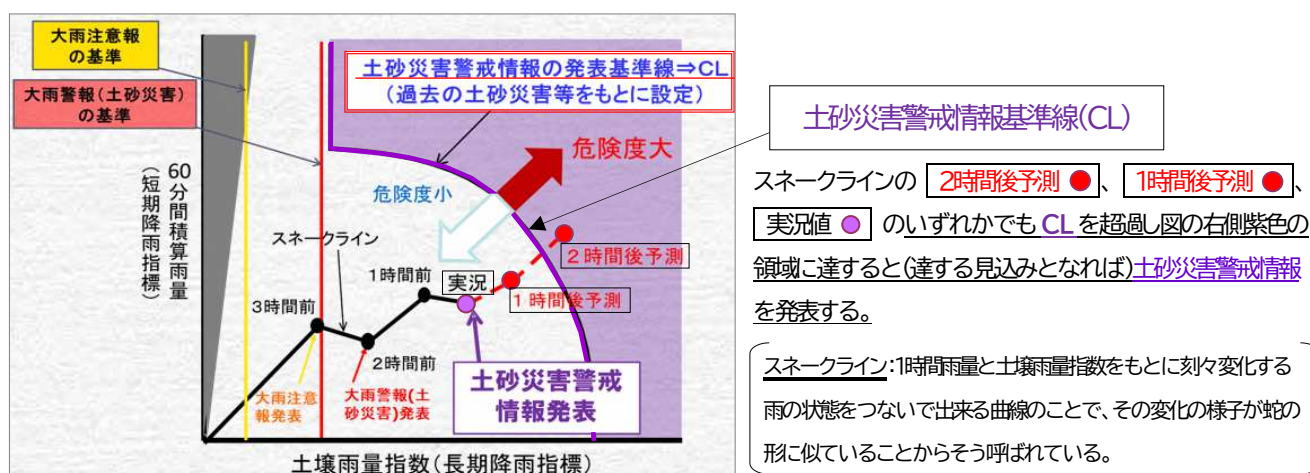 大雨注意報
の基準
大雨警報(土砂災害)
の基準
土砂災害警戒情報の発表基準線⇒CL
(過去の土砂災害等をもとに設定)
危険度大
危険度小
60分間積算雨量
(短期降雨指標)
スネークライン
3時間前
2時間前
1時間前
実況
1時間後予測
2時間後予測
大雨注意
報発表
大雨警報(土
砂災害)発表
土砂災害警戒
情報発表
土壌雨量指数(長期降雨指標)
土砂災害警戒情報基準線(CL)
スネークラインの 2時間後予測 ●、1時間後予測 ●、
実況値 ● のいずれかでも CL を超過し図の右側紫色の
領域に達すると(達する見込みとなれば)土砂災害警戒情報
を発表する。
スネークライン:1時間雨量と土壌雨量指数をもとに刻々変化する
雨の状態をつないで出来る曲線のことで、その変化の様子が蛇の
形に似ていることからそう呼ばれている。